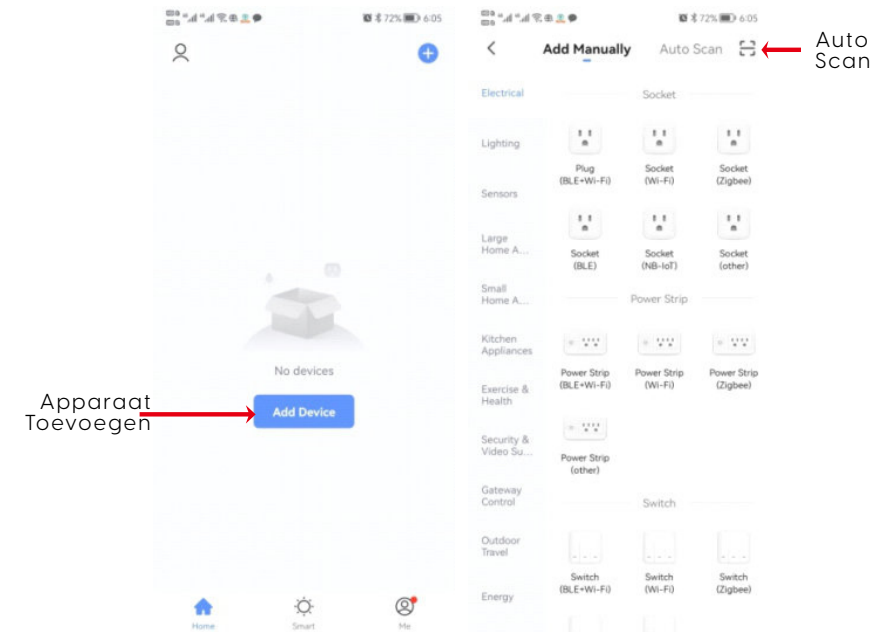 72% 6:05
No devices
Add Device
Apparaat
Toevoegen
Home
Smart
Me
72% 6:05
Add Manually
Auto Scan
Auto
Scan
Electrical
Lighting
Sensors
Large
Home A...
Small
Home A...
Kitchen
Appliances
Exercise &
Health
Security &
Video Su...
Gateway
Control
Outdoor
Travel
Energy
Socket
Plug
(BLE+Wi-Fi)
Socket
(Wi-Fi)
Socket
(Zigbee)
Socket
(BLE)
Socket
(NB-IoT)
Socket
(other)
Power Strip
Power Strip
(BLE+Wi-Fi)
Power Strip
(Wi-Fi)
Power Strip
(Zigbee)
Power Strip
(other)
Switch
Switch
(BLE+Wi-Fi)
Switch
(Wi-Fi)
Switch
(Zigbee)